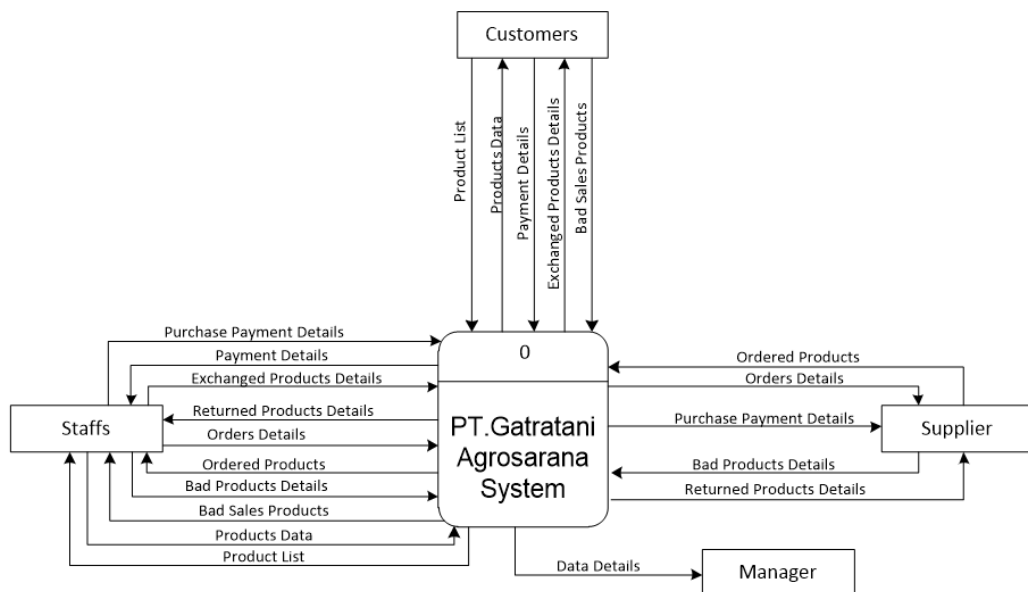 Customers
Product List
Products Data
Payment Details
Exchanged Products Details
Bad Sales Products
Purchase Payment Details
Payment Details
Exchanged Products Details
Returned Products Details
Orders Details
Ordered Products
Bad Products Details
Bad Sales Products
Products Data
Product List
Staffs
0
PT.Gatratani
Agrosarana
System
Ordered Products
Orders Details
Purchase Payment Details
Bad Products Details
Returned Products Details
Supplier
Data Details
Manager